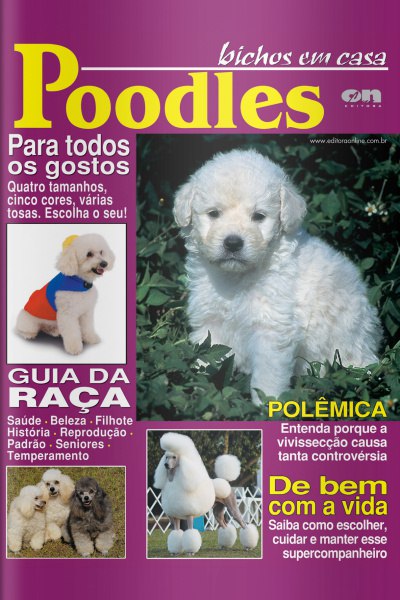 bichos em casa
Poodles
on
EDITORA
www.editoraonline.com.br
Para todos
os gostos
Quatro tamanhos,
cinco cores, várias
tosas. Escolha o seu!
GUIA DA
RAÇA
Saúde · Beleza · Filhote
História · Reprodução ·
Padrão · Seniores ·
Temperamento
POLÊMICA
Entenda porque a
vivissecção causa
tanta controvérsia
De bem
com a vida
Saiba como escolher,
cuidar e manter esse
supercompanheiro